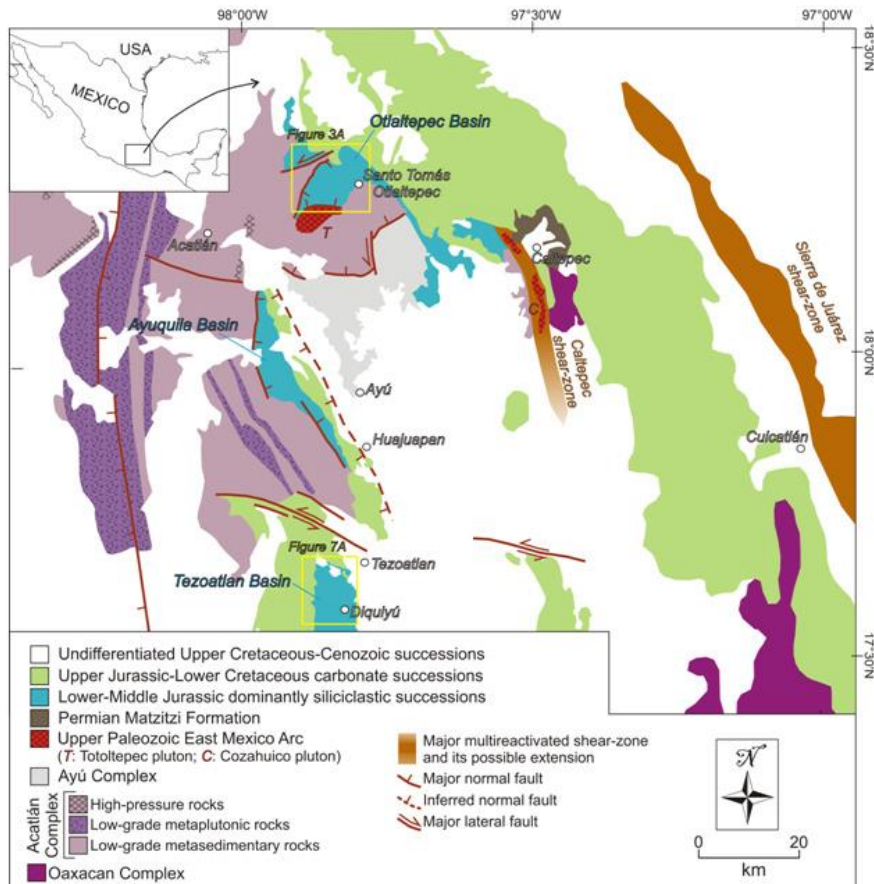 98°00'W
97°30'W
97°00'W
18°30'N
USA
MEXICO
Figure 3A
Otlaltepec Basin
Santo Tomás
Otlaltepec
T
Acatlán
Caltepec
C
Caltepec
shear-zone
Sierra de Juárez
shear-zone
18°00'N
Ayuquila Basin
Ayú
Huajuapan
Cuicatlán
Figure 7A
Tezoatlan
Tezoatlan Basin
Diquiyú
17°30'N
Undifferentiated Upper Cretaceous-Cenozoic successions
Upper Jurassic-Lower Cretaceous carbonate successions
Lower-Middle Jurassic dominantly siliciclastic successions
Permian Matzitzi Formation
Upper Paleozoic East Mexico Arc
(T: Totoltepec pluton; C: Cozahuico pluton)
Ayú Complex
Acatlán
Complex
High-pressure rocks
Low-grade metaplutonic rocks
Low-grade metasedimentary rocks
Oaxacan Complex
Major multireactivated shear-zone
and its possible extension
Major normal fault
Inferred normal fault
Major lateral fault
N
0 20
km